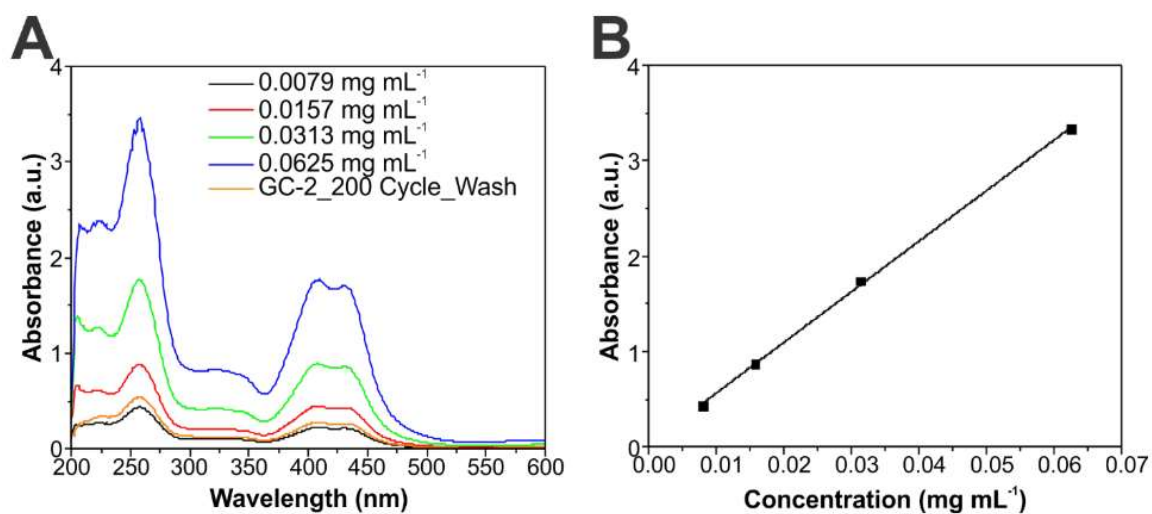 A
B
4
3
2
1
0
200
250
300
350
400
450
500
550
600
Absorbance (a.u.)
Wavelength (nm)
0.0079 mg mL⁻¹
0.0157 mg mL⁻¹
0.0313 mg mL⁻¹
0.0625 mg mL⁻¹
GC-2_200 Cycle_Wash
4
3
2
1
0
0.00
0.01
0.02
0.03
0.04
0.05
0.06
0.07
Absorbance (a.u.)
Concentration (mg mL⁻¹)